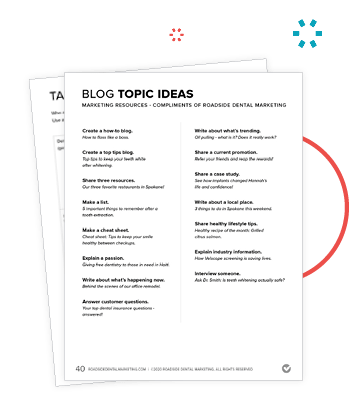 TA
BLOG TOPIC IDEAS
MARKETING RESOURCES - COMPLIMENTS OF ROADSIDE DENTAL MARKETING
Create a how-to blog.
How to floss like a boss.
Create a top tips blog.
Top tips to keep your teeth white
after whitening.
Share three resources.
Our three favorite restaurants in Spokane!
Make a list.
5 important things to remember after a
tooth extraction.
Make a cheat sheet.
Cheat sheet: Tips to keep your smile
healthy between checkups.
Explain a passion.
Giving free dentistry to those in need in Haiti.
Write about what's happening now.
Behind the scenes of our office remodel.
Answer customer questions.
Your top dental insurance questions -
answered!
Write about what's trending.
Oil pulling - what is it? Does it really work?
Share a current promotion.
Refer your friends and reap the rewards!
Share a case study.
See how implants changed Hannah's
life and confidence!
Write about a local place.
3 things to do in Spokane this weekend.
Share healthy lifestyle tips.
Healthy recipe of the month: Grilled
citrus salmon.
Explain industry information.
How Velscope screening is saving lives.
Interview someone.
Ask Dr. Smith: Is teeth whitening actually safe?
40 ROADSIDEDENTALMARKETING.COM | ©2020 ROADSIDE DENTAL MARKETING. ALL RIGHTS RESERVED.